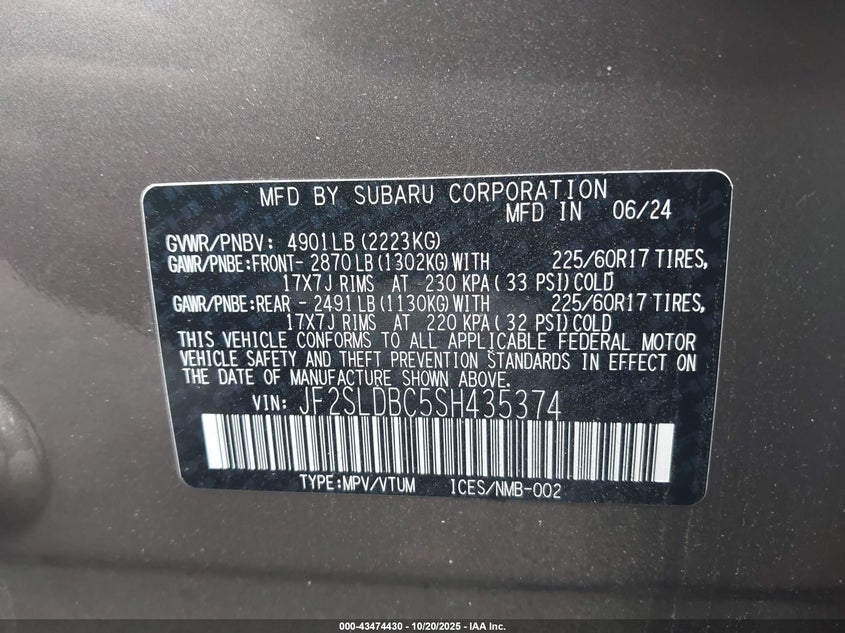 MFD BY SUBARU CORPORATION
MFD IN 06/24
GVWR/PNBV: 4901LB (2223KG)
GAWR/PNBE:FRONT- 2870 LB (1302KG) WITH 225/60R17 TIRES,
17X7J RIMS AT 230 KPA (33 PSI) COLD
GAWR/PNBE:REAR - 2491 LB (1130KG) WITH 225/60R17 TIRES,
17X7J RIMS AT 220 KPA (32 PSI) COLD
THIS VEHICLE CONFORMS TO ALL APPLICABLE FEDERAL MOTOR
VEHICLE SAFETY AND THEFT PREVENTION STANDARDS IN EFFECT ON
THE DATE OF MANUFACTURE SHOWN ABOVE.
VIN: JF2SLDBC5SH435374
TYPE:MPV/VTUM ICES/NMB-002
000-43474430 - 10/20/2025 - IAA Inc.